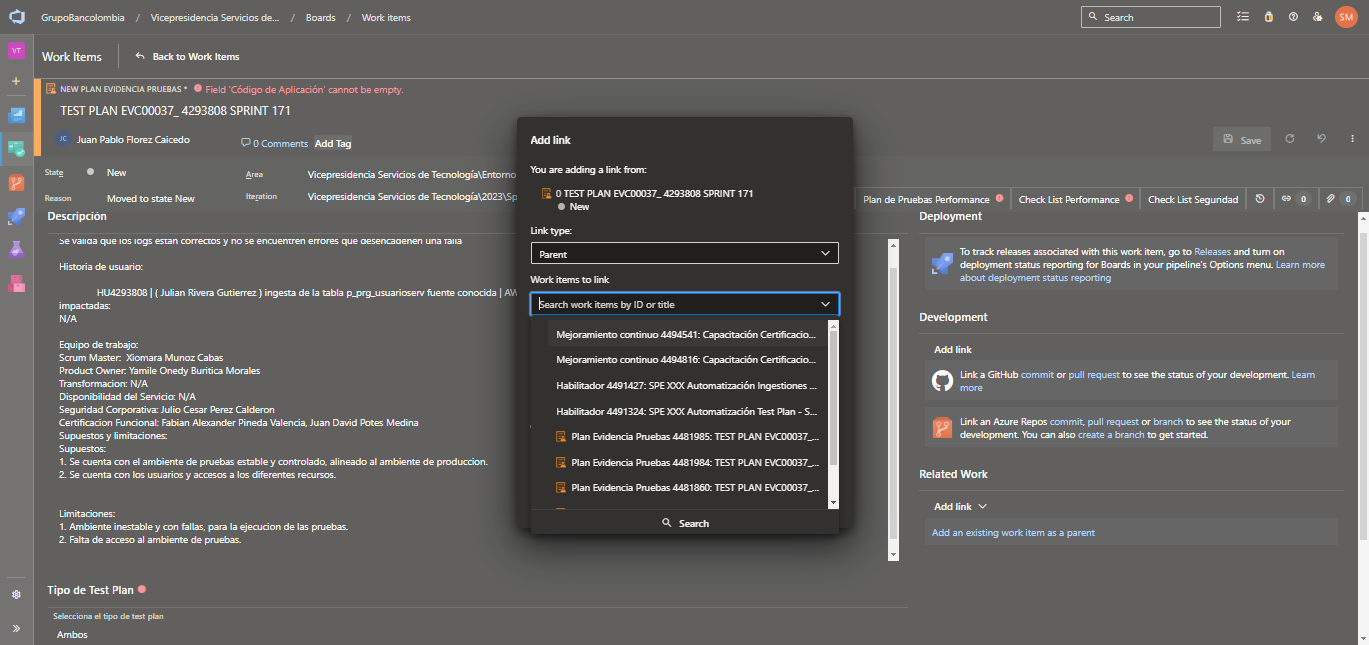 GrupoBancolombia / Vicepresidencia Servicios de... / Boards / Work items
Search
SM
VT
Work Items
Back to Work Items
NEW PLAN EVIDENCIA PRUEBAS * Field 'Código de Aplicación' cannot be empty.
TEST PLAN EVC00037_ 4293808 SPRINT 171
JC Juan Pablo Florez Caicedo
0 Comments Add Tag
Save
State New
Area Vicepresidencia Servicios de Tecnología\Entorno
Reason Moved to state New
Iteration Vicepresidencia Servicios de Tecnología\2023\Sp
Plan de Pruebas Performance
Check List Performance
Check List Seguridad
0
0
Descripción
Se valida que los logs estan correctos y no se encuentren errores que desencadenen una falla
Historia de usuario:
HU4293808 | ( Julian Rivera Gutierrez ) ingesta de la tabla p_prg_usuarioserv fuente conocida | AW
impactadas:
N/A
Equipo de trabajo:
Scrum Master: Xiomara Munoz Cabas
Product Owner: Yamile Onedy Buritica Morales
Transformacion: N/A
Disponibilidad del Servicio: N/A
Seguridad Corporativa: Julio Cesar Perez Calderon
Certificacion Funcional: Fabian Alexander Pineda Valencia, Juan David Potes Medina
Supuestos y limitaciones:
Supuestos:
1. Se cuenta con el ambiente de pruebas estable y controlado, alineado al ambiente de produccion.
2. Se cuenta con los usuarios y accesos a los diferentes recursos.
Limitaciones:
1. Ambiente inestable y con fallas, para la ejecucion de las pruebas.
2. Falta de acceso al ambiente de pruebas.
Tipo de Test Plan
Selecciona el tipo de test plan
Ambos
Add link
You are adding a link from:
0 TEST PLAN EVC00037_ 4293808 SPRINT 171
New
Link type:
Parent
Work items to link
Search work items by ID or title
Mejoramiento continuo 4494541: Capacitación Certificacio...
Mejoramiento continuo 4494816: Capacitación Certificacio...
Habilitador 4491427: SPE XXX Automatización Ingestiones ...
Habilitador 4491324: SPE XXX Automatización Test Plan - S...
Plan Evidencia Pruebas 4481985: TEST PLAN EVC00037_...
Plan Evidencia Pruebas 4481984: TEST PLAN EVC00037_...
Plan Evidencia Pruebas 4481860: TEST PLAN EVC00037_...
Search
Deployment
To track releases associated with this work item, go to Releases and turn on
deployment status reporting for Boards in your pipeline's Options menu. Learn more
about deployment status reporting
Development
Add link
Link a GitHub commit or pull request to see the status of your development. Learn
more
Link an Azure Repos commit, pull request or branch to see the status of your
development. You can also create a branch to get started.
Related Work
Add link
Add an existing work item as a parent